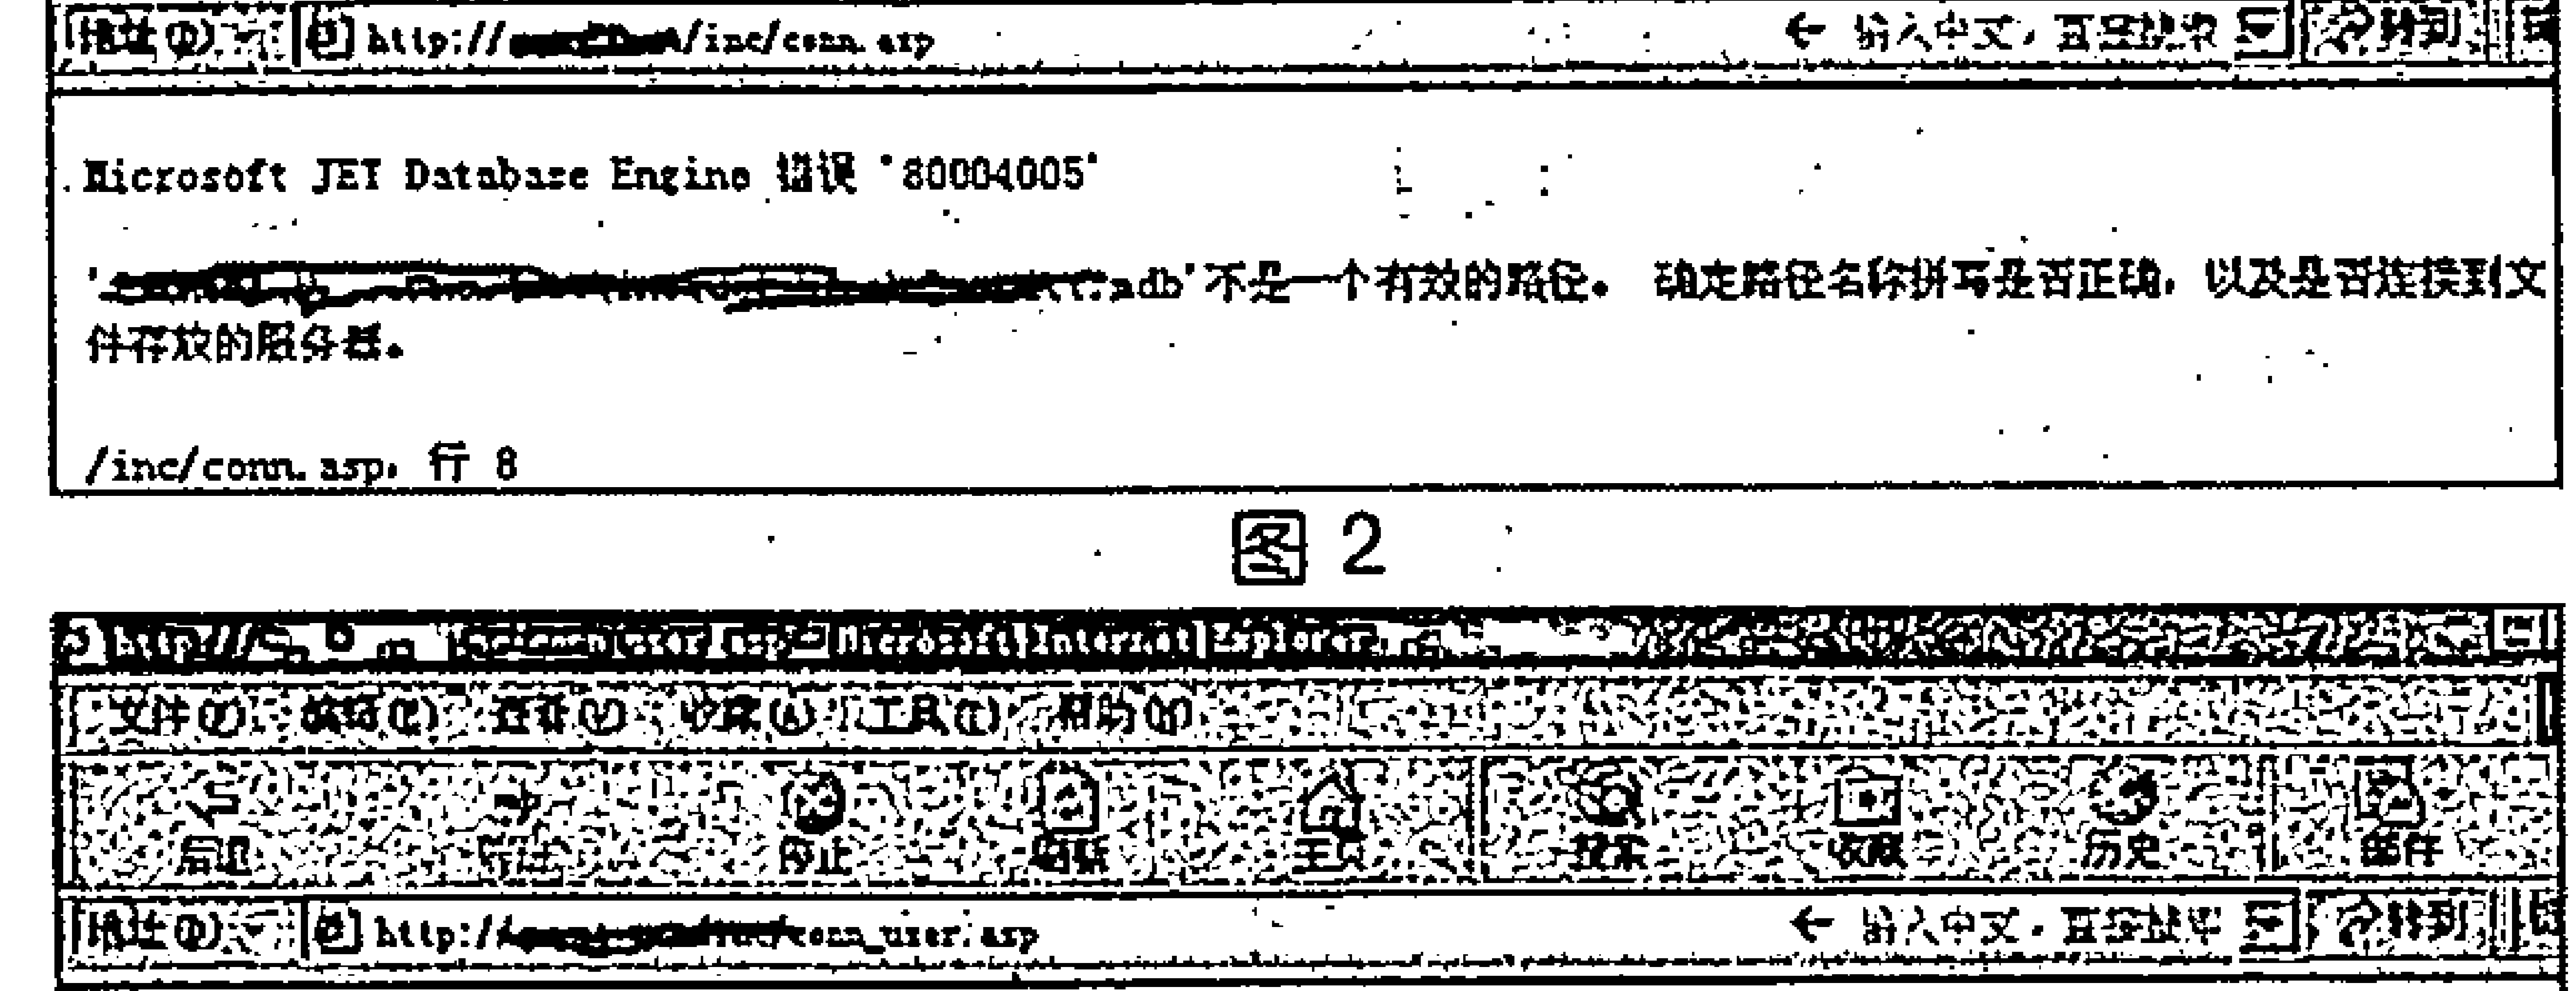 地址(D) http:// /inc/conn.asp ← 输入中文，直达搜索 转到
Microsoft JET Database Engine 错误 '80004005'
' .mdb'不是一个有效的路径。 确定路径名称拼写是否正确，以及是否连接到文
件存放的服务器。
/inc/conn.asp，行 8
图 2
http:// conn_user.asp - Microsoft Internet Explorer
文件(F) 编辑(E) 查看(V) 收藏(A) 工具(T) 帮助(H)
后退 前进 停止 刷新 主页 搜索 收藏 历史 邮件
地址(D) http:// conn_user.asp ← 输入中文，直达搜索 转到